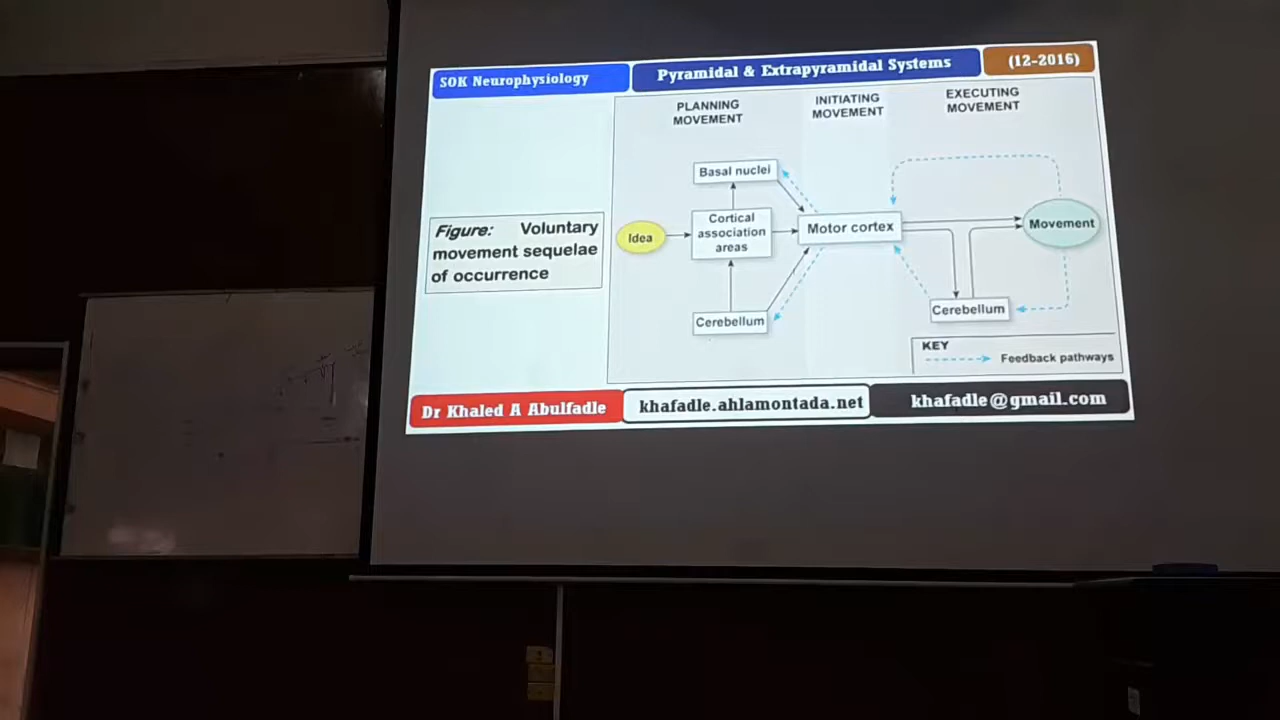 SOK Neurophysiology
Pyramidal & Extrapyramidal Systems
(12-2016)
PLANNING
MOVEMENT
INITIATING
MOVEMENT
EXECUTING
MOVEMENT
Figure: Voluntary
movement sequelae
of occurrence
Idea
Basal nuclei
Cortical
association
areas
Cerebellum
Motor cortex
Movement
Cerebellum
KEY
Feedback pathways
Dr Khaled A Abulfadle
khafadle.ahlamontada.net
khafadle@gmail.com